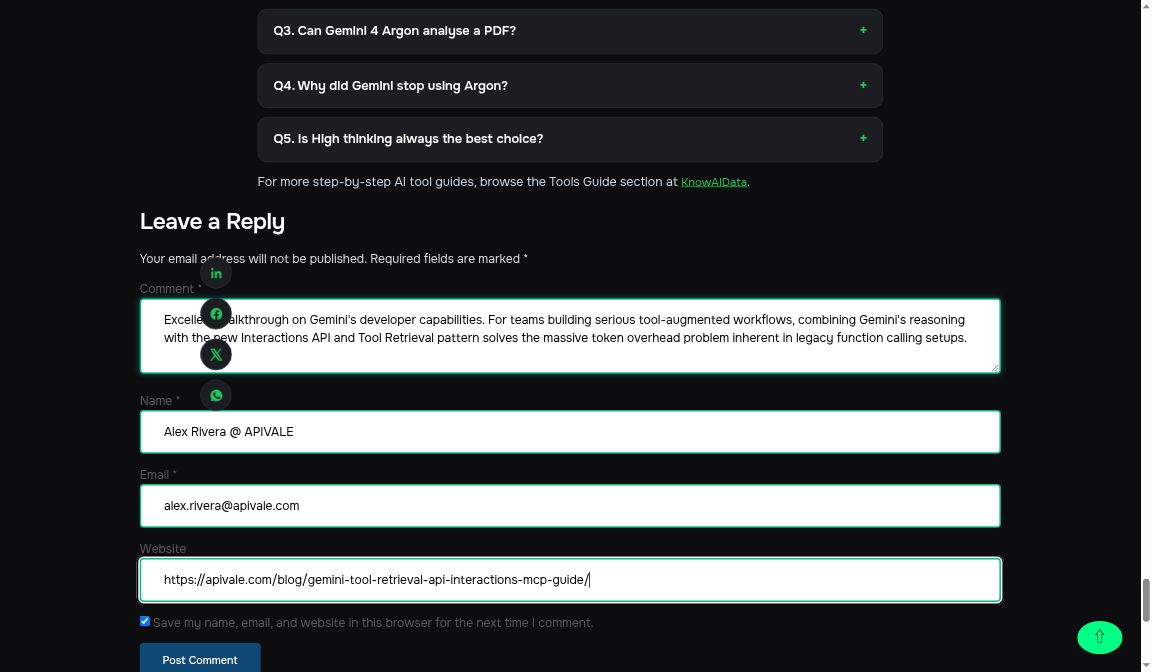 Q3. Can Gemini 4 Argon analyse a PDF?
+
Q4. Why did Gemini stop using Argon?
+
Q5. Is High thinking always the best choice?
+
For more step-by-step AI tool guides, browse the Tools Guide section at KnowAIData.
Leave a Reply
Your email address will not be published. Required fields are marked *
in
Comment *
Excellent walkthrough on Gemini's developer capabilities. For teams building serious tool-augmented workflows, combining Gemini's reasoning
with the new Interactions API and Tool Retrieval pattern solves the massive token overhead problem inherent in legacy function calling setups.
Name *
Alex Rivera @ APIVALE
Email *
alex.rivera@apivale.com
Website
https://apivale.com/blog/gemini-tool-retrieval-api-interactions-mcp-guide/
Save my name, email, and website in this browser for the next time I comment.
Post Comment